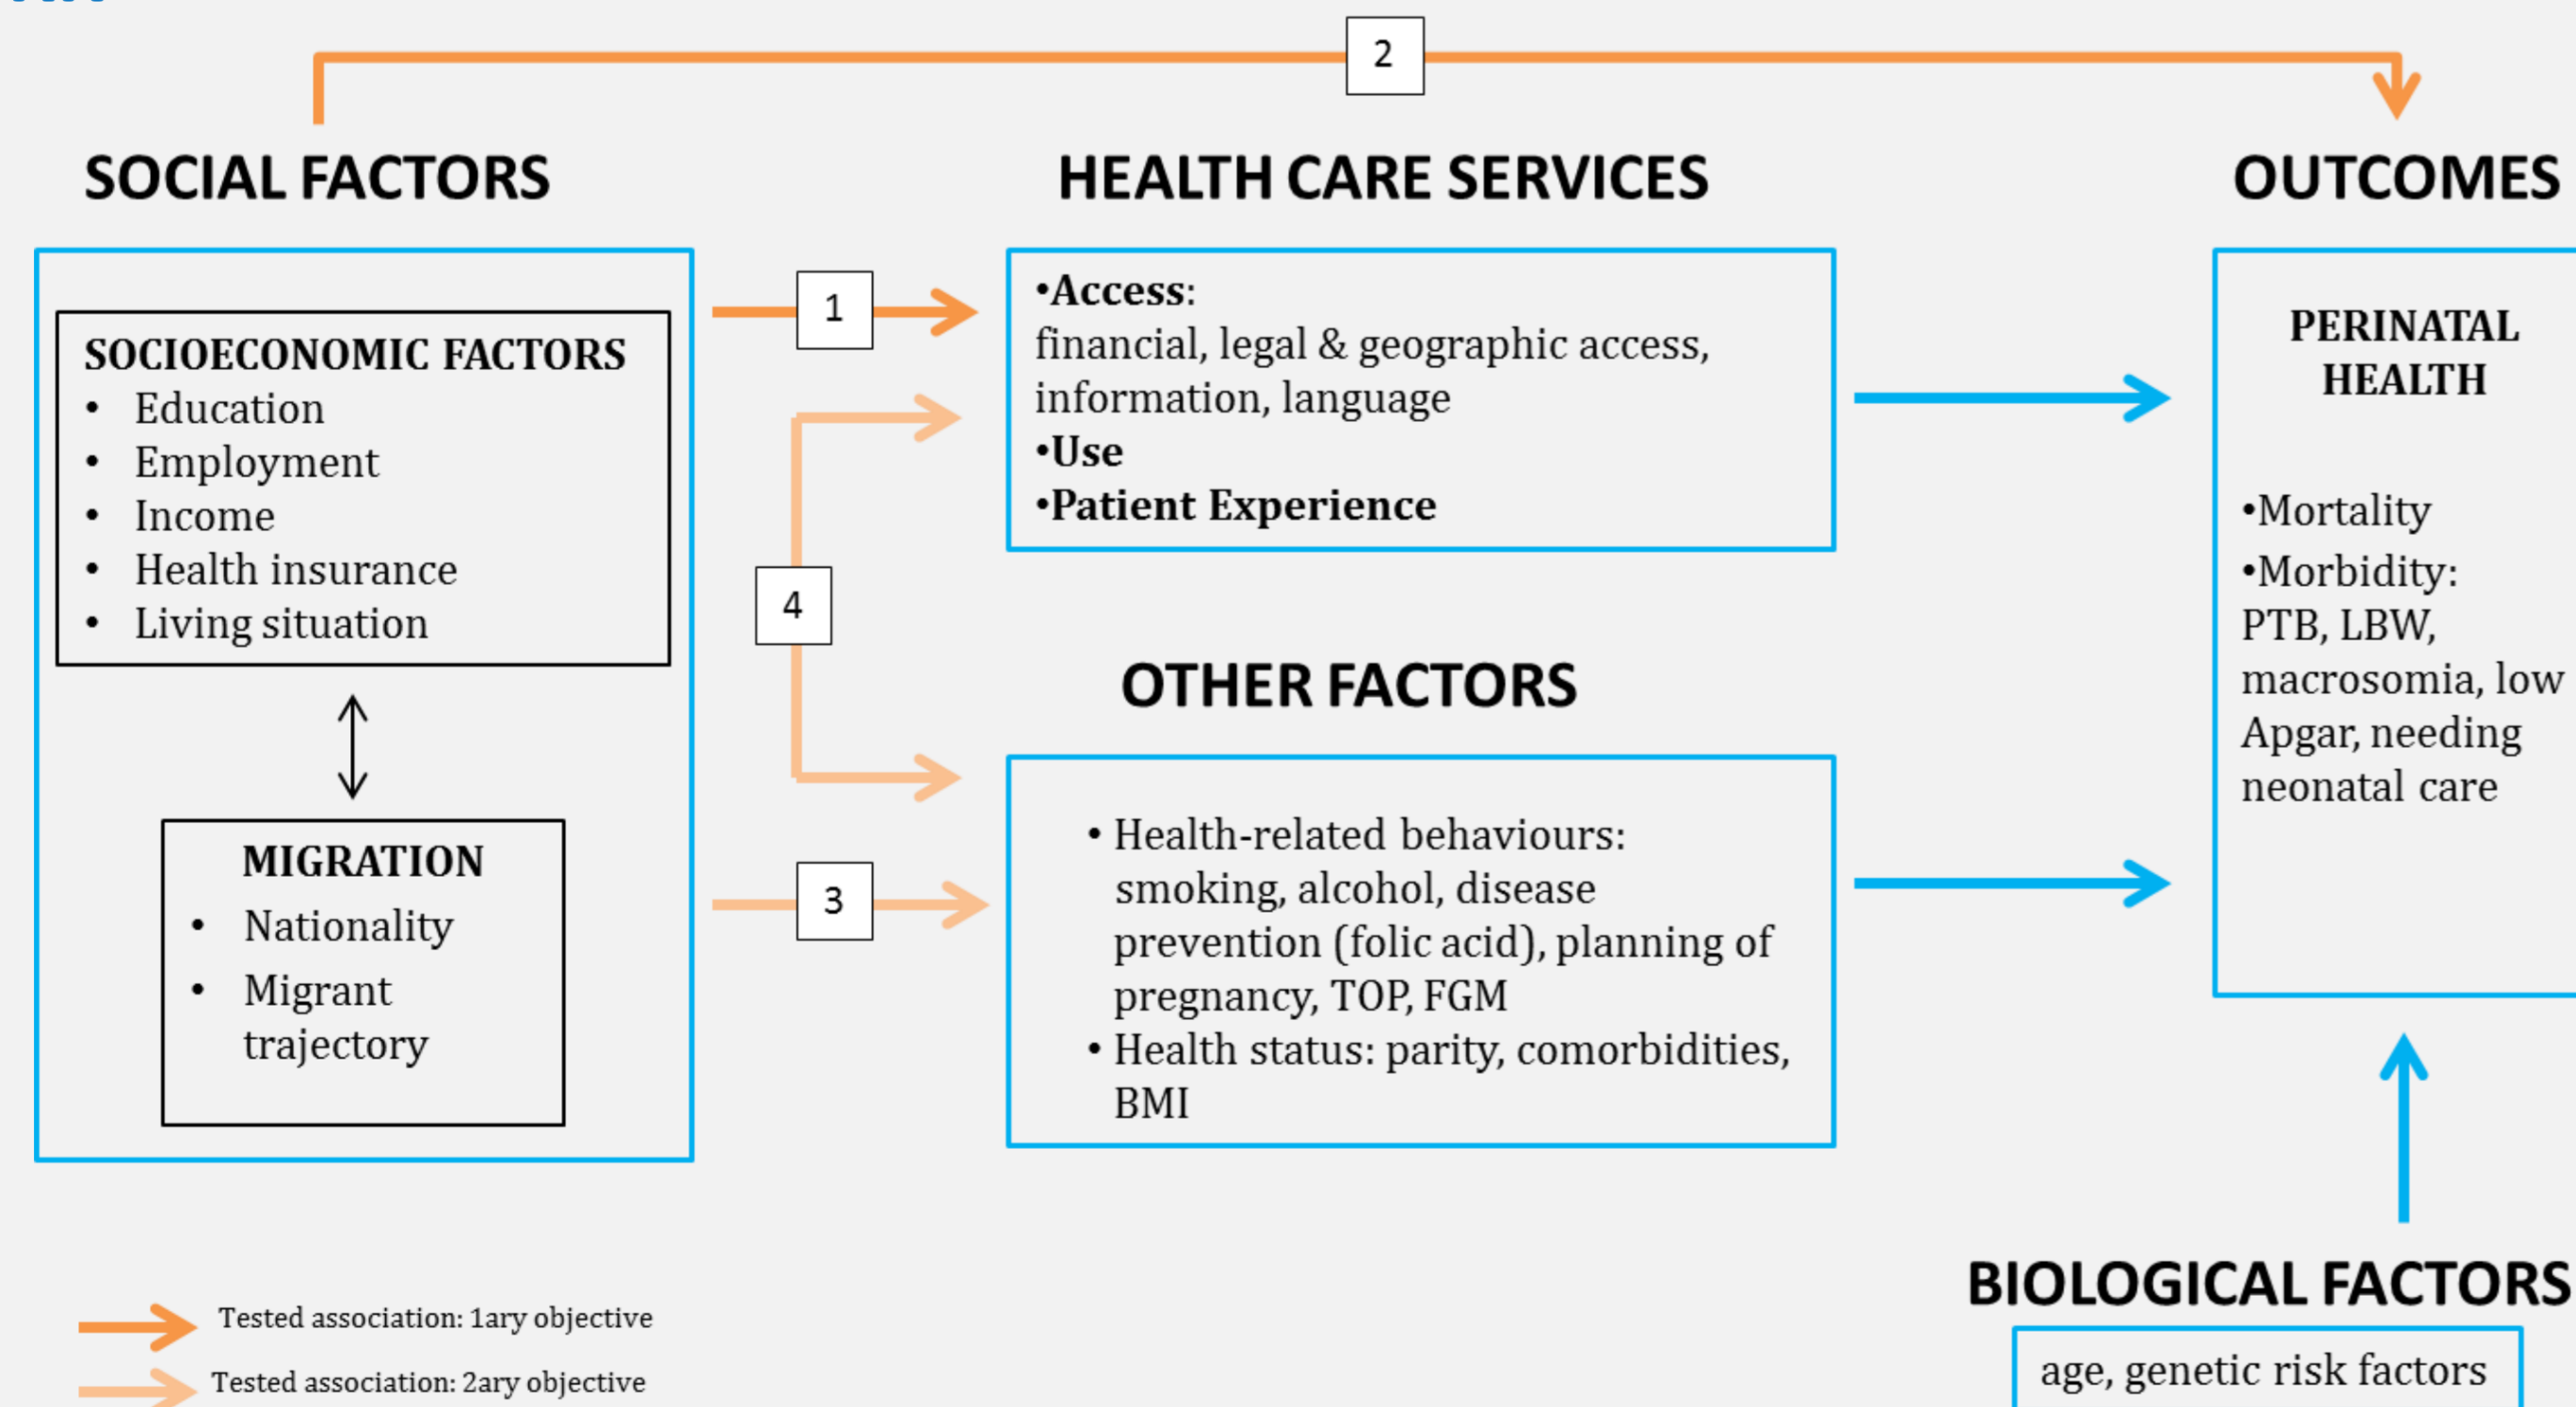 2
SOCIAL FACTORS
HEALTH CARE SERVICES
OUTCOMES
SOCIOECONOMIC FACTORS
• Education
• Employment
• Income
• Health insurance
• Living situation
MIGRATION
• Nationality
• Migrant
trajectory
1
4
3
•Access:
financial, legal & geographic access,
information, language
•Use
•Patient Experience
OTHER FACTORS
• Health-related behaviours:
smoking, alcohol, disease
prevention (folic acid), planning of
pregnancy, TOP, FGM
• Health status: parity, comorbidities,
BMI
PERINATAL
HEALTH
•Mortality
•Morbidity:
PTB, LBW,
macrosomia, low
Apgar, needing
neonatal care
BIOLOGICAL FACTORS
age, genetic risk factors
Tested association: 1ary objective
Tested association: 2ary objective